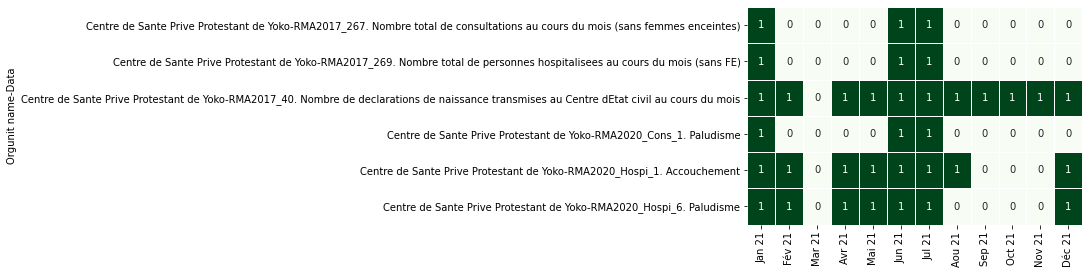 Orgunit name-Data
Centre de Sante Prive Protestant de Yoko-RMA2017_267. Nombre total de consultations au cours du mois (sans femmes enceintes) 1 0 0 0 0 1 1 0 0 0 0 0
Centre de Sante Prive Protestant de Yoko-RMA2017_269. Nombre total de personnes hospitalisees au cours du mois (sans FE) 1 0 0 0 0 1 1 0 0 0 0 0
Centre de Sante Prive Protestant de Yoko-RMA2017_40. Nombre de declarations de naissance transmises au Centre dEtat civil au cours du mois 1 1 0 1 1 1 1 1 1 1 1 1
Centre de Sante Prive Protestant de Yoko-RMA2020_Cons_1. Paludisme 1 0 0 0 0 1 1 0 0 0 0 0
Centre de Sante Prive Protestant de Yoko-RMA2020_Hospi_1. Accouchement 1 1 0 1 1 1 1 1 0 0 0 1
Centre de Sante Prive Protestant de Yoko-RMA2020_Hospi_6. Paludisme 1 1 0 1 1 1 1 0 0 0 0 1
Jan 21 Fév 21 Mar 21 Avr 21 Mai 21 Jun 21 Jul 21 Aou 21 Sep 21 Oct 21 Nov 21 Déc 21